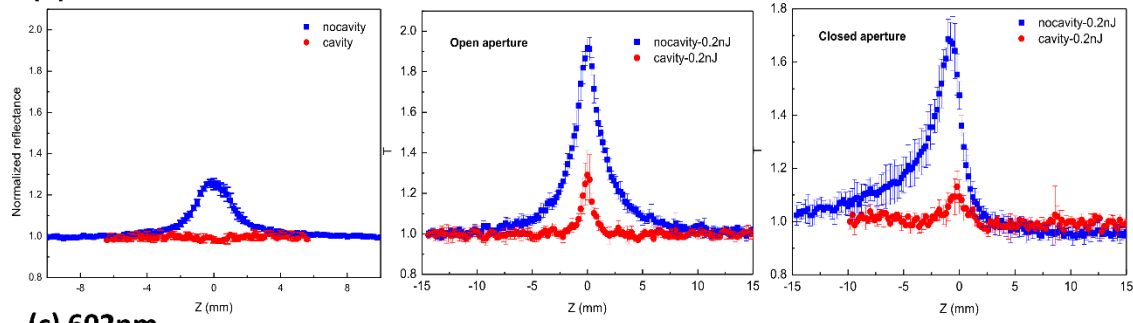 2.0
1.8
1.6
1.4
1.2
1.0
0.8
Normalized reflectance
nocavity
cavity
-8
-4
0
4
8
Z (mm)
2.0
1.8
1.6
1.4
1.2
1.0
0.8
T
Open aperture
nocavity-0.2nJ
cavity-0.2nJ
-15
-10
-5
0
5
10
15
Z (mm)
1.8
1.6
1.4
1.2
1.0
0.8
T
Closed aperture
nocavity-0.2nJ
cavity-0.2nJ
-15
-10
-5
0
5
10
15
Z (mm)